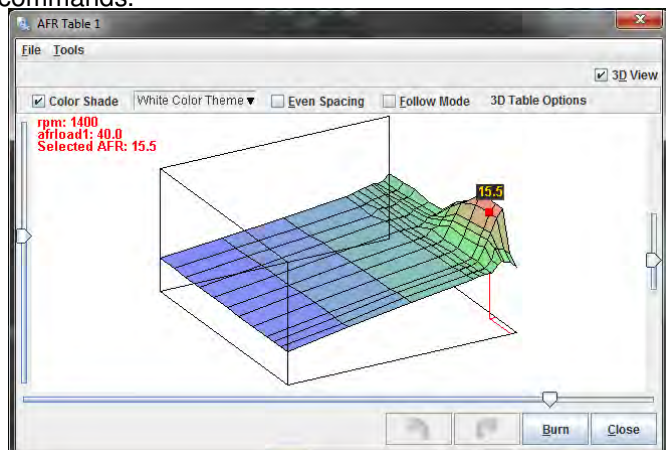 commands.
AFR Table 1
File Tools
3D View
Color Shade White Color Theme Even Spacing Follow Mode 3D Table Options
rpm: 1400
afrload1: 40.0
Selected AFR: 15.5
15.5
Burn Close